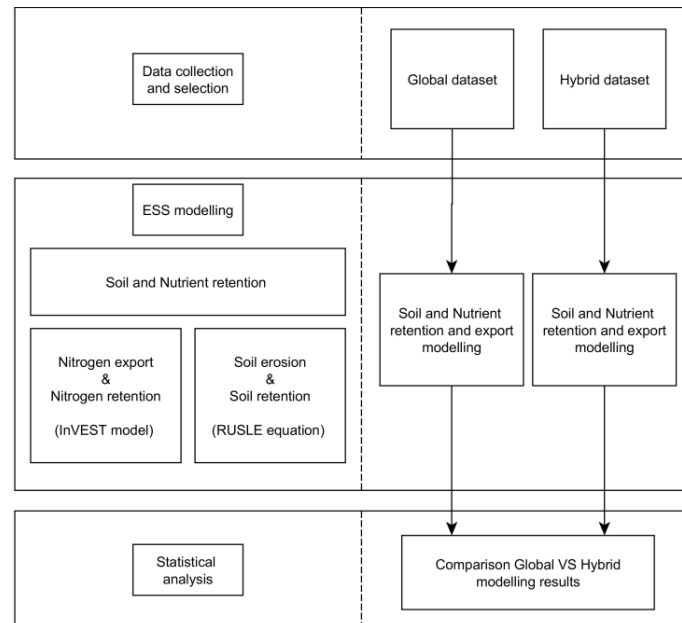 Data collection
and selection
Global dataset
Hybrid dataset
ESS modelling
Soil and Nutrient retention
Nitrogen export
&
Nitrogen retention
(InVEST model)
Soil erosion
&
Soil retention
(RUSLE equation)
Soil and Nutrient
retention and export
modelling
Soil and Nutrient
retention and export
modelling
Statistical
analysis
Comparison Global VS Hybrid
modelling results